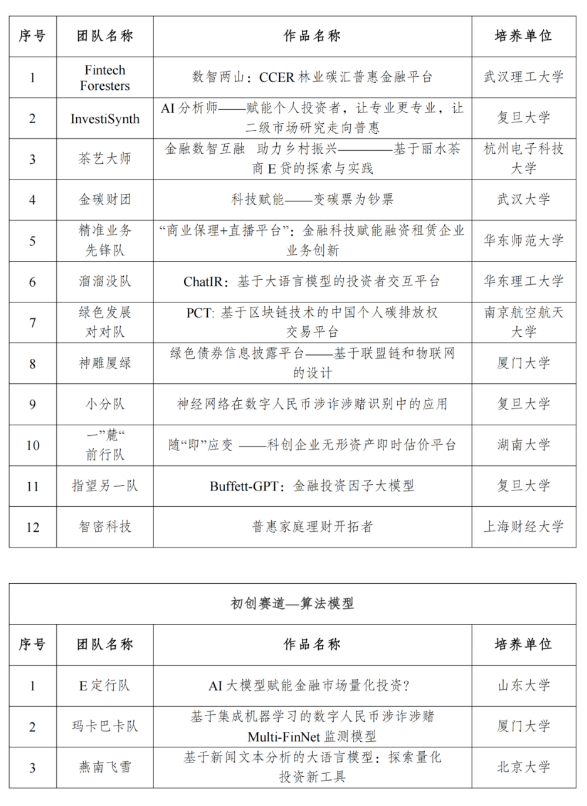 序号 团队名称 作品名称 培养单位
1 Fintech Foresters 数智两山：CCER 林业碳汇普惠金融平台 武汉理工大学
2 InvestiSynth AI 分析师——赋能个人投资者，让专业更专业，让二级市场研究走向普惠 复旦大学
3 茶艺大师 金融数智互融 助力乡村振兴————基于丽水茶商 E 贷的探索与实践 杭州电子科技大学
4 金碳财团 科技赋能——变碳票为钞票 武汉大学
5 精准业务先锋队 “商业保理+直播平台”：金融科技赋能融资租赁企业业务创新 华东师范大学
6 溜溜没队 ChatIR：基于大语言模型的投资者交互平台 华东理工大学
7 绿色发展对对队 PCT: 基于区块链技术的中国个人碳排放权交易平台 南京航空航天大学
8 神雕厦绿 绿色债券信息披露平台——基于联盟链和物联网的设计 厦门大学
9 小分队 神经网络在数字人民币涉诈涉赌识别中的应用 复旦大学
10 一”麓“前行队 随“即”应变 ——科创企业无形资产即时估价平台 湖南大学
11 指望另一队 Buffett-GPT：金融投资因子大模型 复旦大学
12 智密科技 普惠家庭理财开拓者 上海财经大学
初创赛道—算法模型
序号 团队名称 作品名称 培养单位
1 E 定行队 AI 大模型赋能金融市场量化投资？ 山东大学
2 玛卡巴卡队 基于集成机器学习的数字人民币涉诈涉赌 Multi-FinNet 监测模型 厦门大学
3 燕南飞雪 基于新闻文本分析的大语言模型：探索量化投资新工具 北京大学